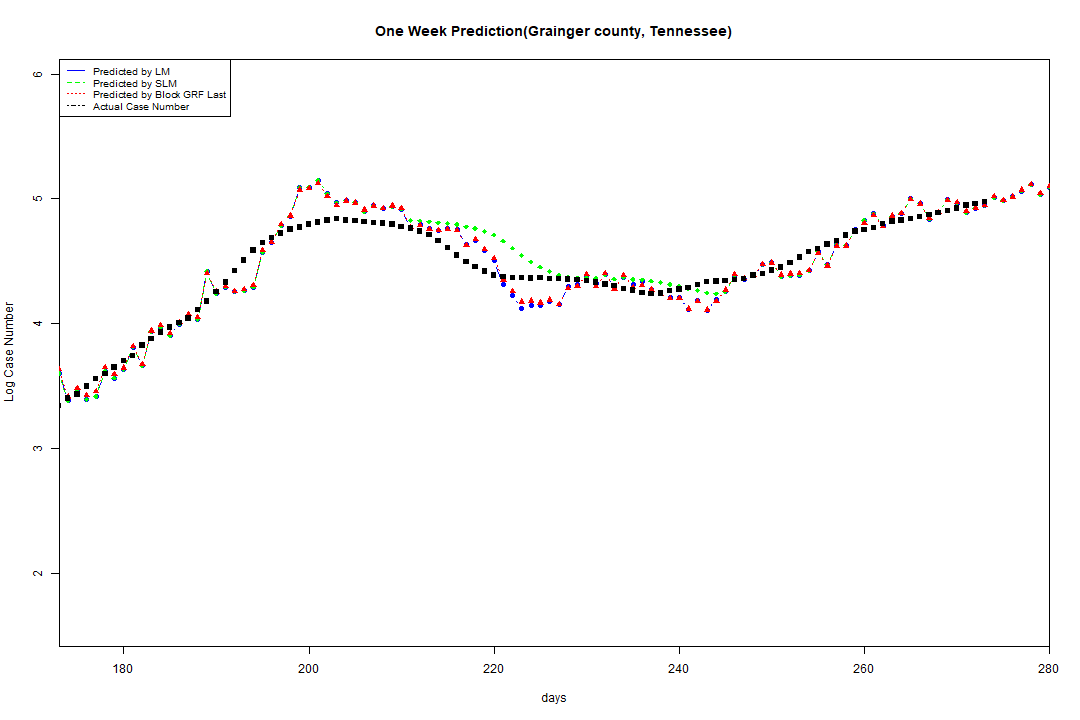 One Week Prediction(Grainger county, Tennessee)
Predicted by LM
Predicted by SLM
Predicted by Block GRF Last
Actual Case Number
6
5
4
3
2
Log Case Number
180 200 220 240 260 280
days